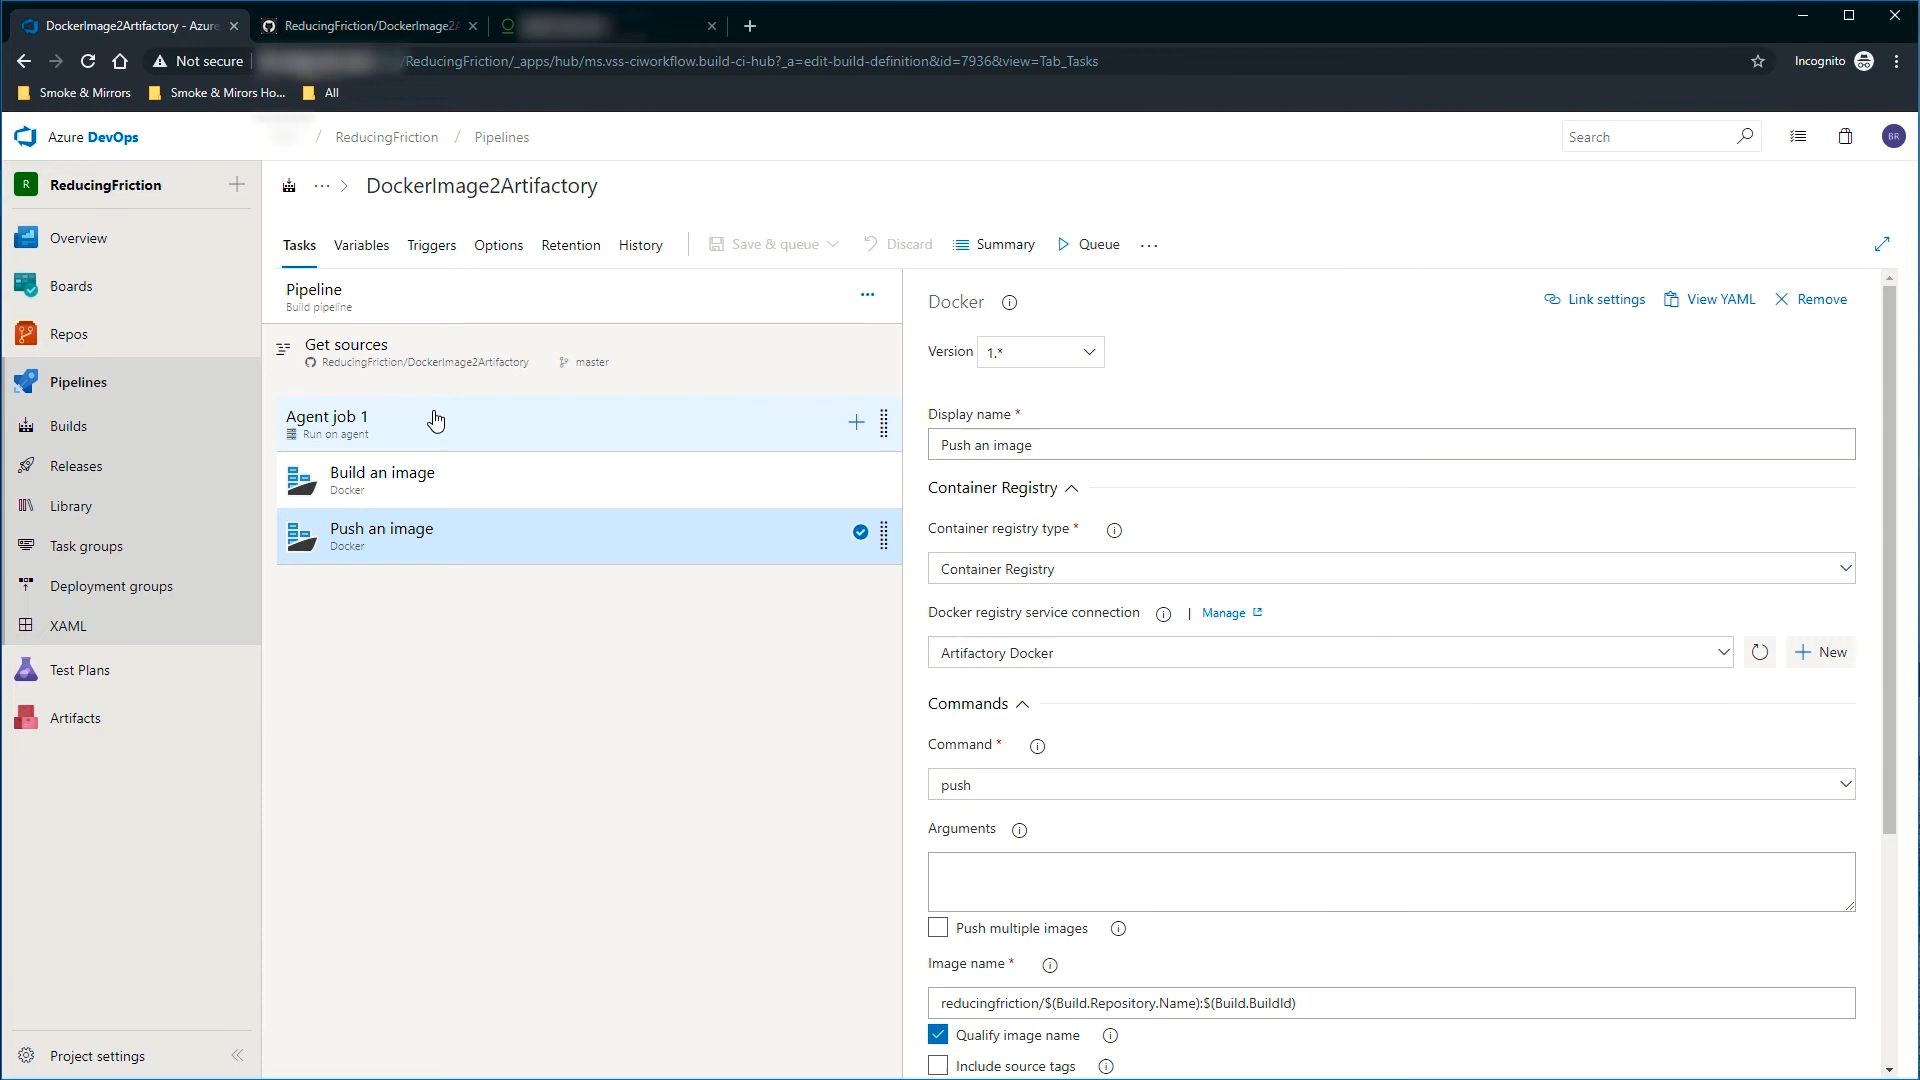 DockerImage2Artifactory - Azure
ReducingFriction/DockerImage2A
Not secure
/ReducingFriction/_apps/hub/ms.vss-ciworkflow.build-ci-hub?_a=edit-build-definition&id=7936&view=Tab_Tasks
Incognito
Smoke & Mirrors
Smoke & Mirors Ho...
All
Azure DevOps
/ ReducingFriction / Pipelines
Search
BR
R ReducingFriction
Overview
Boards
Repos
Pipelines
Builds
Releases
Library
Task groups
Deployment groups
XAML
Test Plans
Artifacts
Project settings
... > DockerImage2Artifactory
Tasks Variables Triggers Options Retention History
Save & queue Discard Summary Queue ...
Pipeline
Build pipeline
Get sources
ReducingFriction/DockerImage2Artifactory master
Agent job 1
Run on agent
Build an image
Docker
Push an image
Docker
Docker
Link settings View YAML Remove
Version 1.*
Display name *
Push an image
Container Registry
Container registry type *
Container Registry
Docker registry service connection | Manage
Artifactory Docker
New
Commands
Command *
push
Arguments
Push multiple images
Image name *
reducingfriction/$(Build.Repository.Name):$(Build.BuildId)
Qualify image name
Include source tags